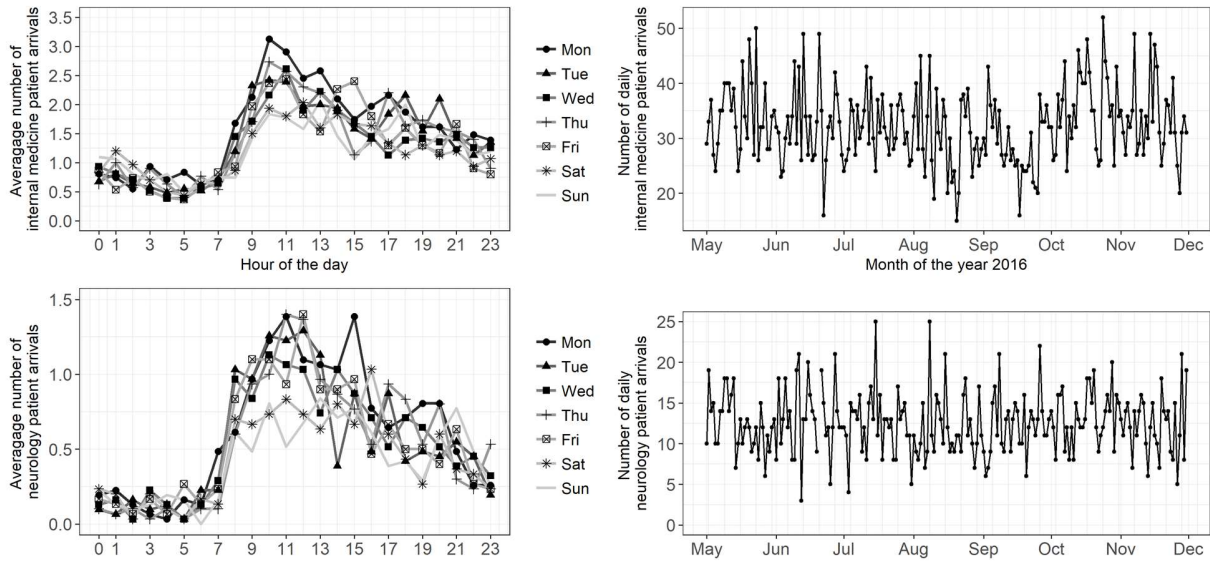 Averagage number of
internal medicine patient arrivals
3.5
3.0
2.5
2.0
1.5
1.0
0.5
0.0
0 1 3 5 7 9 11 13 15 17 19 21 23
Hour of the day
Mon
Tue
Wed
Thu
Fri
Sat
Sun
Number of daily
internal medicine patient arrivals
50
40
30
20
May Jun Jul Aug Sep Oct Nov Dec
Month of the year 2016
Averagage number of
neurology patient arrivals
1.5
1.0
0.5
0.0
0 1 3 5 7 9 11 13 15 17 19 21 23
Mon
Tue
Wed
Thu
Fri
Sat
Sun
Number of daily
neurology patient arrivals
25
20
15
10
5
0
May Jun Jul Aug Sep Oct Nov Dec